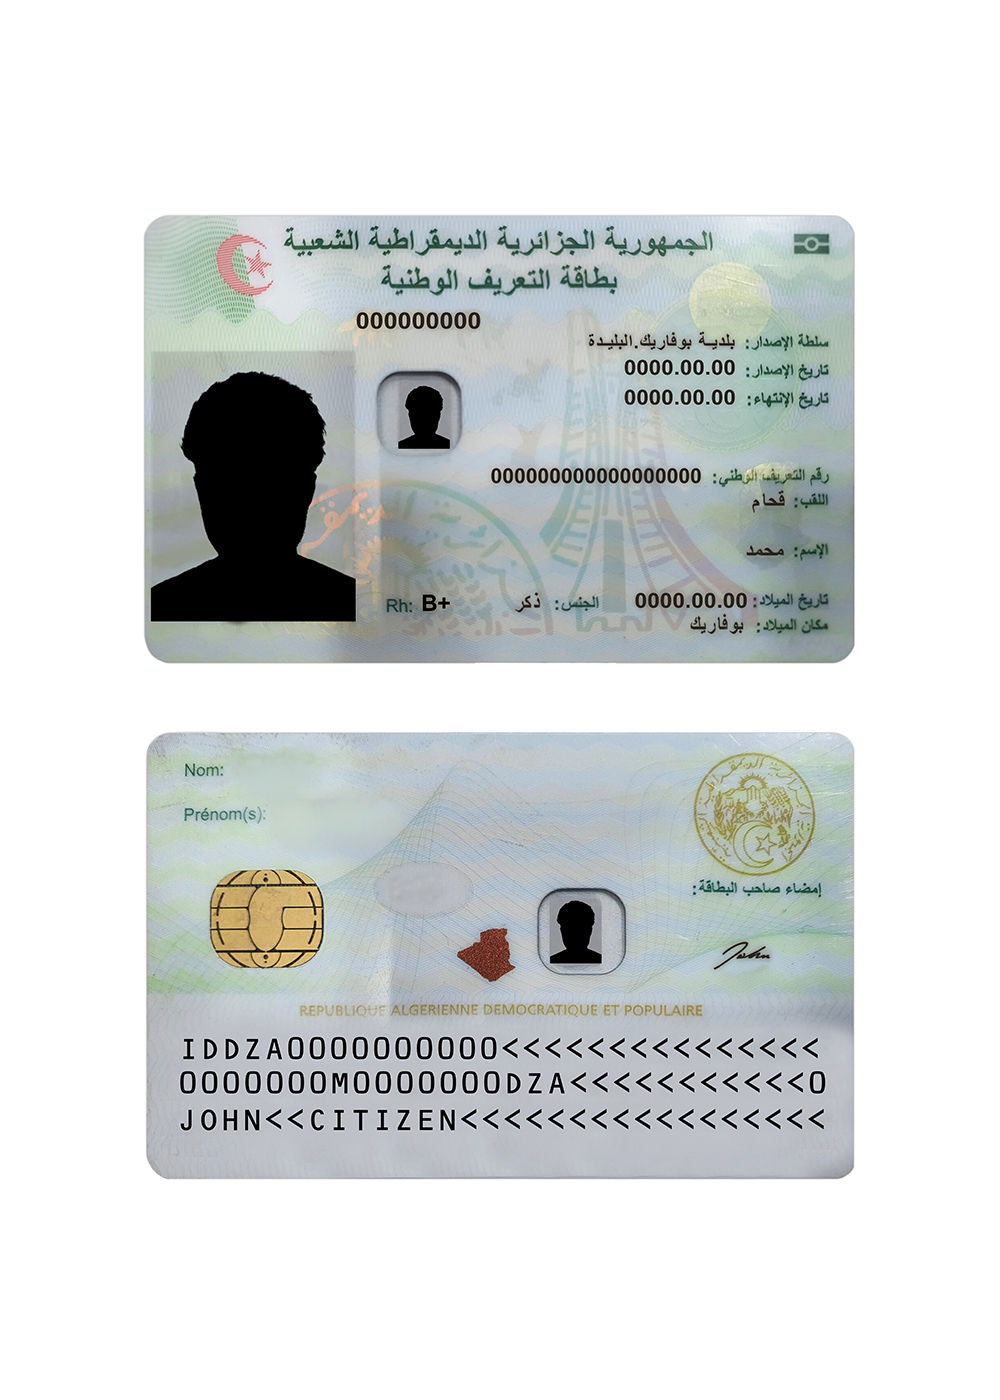 الجمهورية الجزائرية الديمقراطية الشعبية
بطاقة التعريف الوطنية
000000000
سلطة الإصدار: بلدية بوفاريك.البليدة
تاريخ الإصدار: 0000.00.00
تاريخ الإنتهاء: 0000.00.00
رقم التعريف الوطني: 000000000000000000
اللقب: قحام
الإسم: محمد
تاريخ الميلاد: 0000.00.00 الجنس: ذكر Rh: B+
مكان الميلاد: بوفاريك
Nom:
Prénom(s):
إمضاء صاحب البطاقة:
John
REPUBLIQUE ALGERIENNE DEMOCRATIQUE ET POPULAIRE
IDDZA0000000000<<<<<<<<<<<<<<<
0000000M0000000DZA<<<<<<<<<<<0
JOHN<<CITIZEN<<<<<<<<<<<<<<<<<